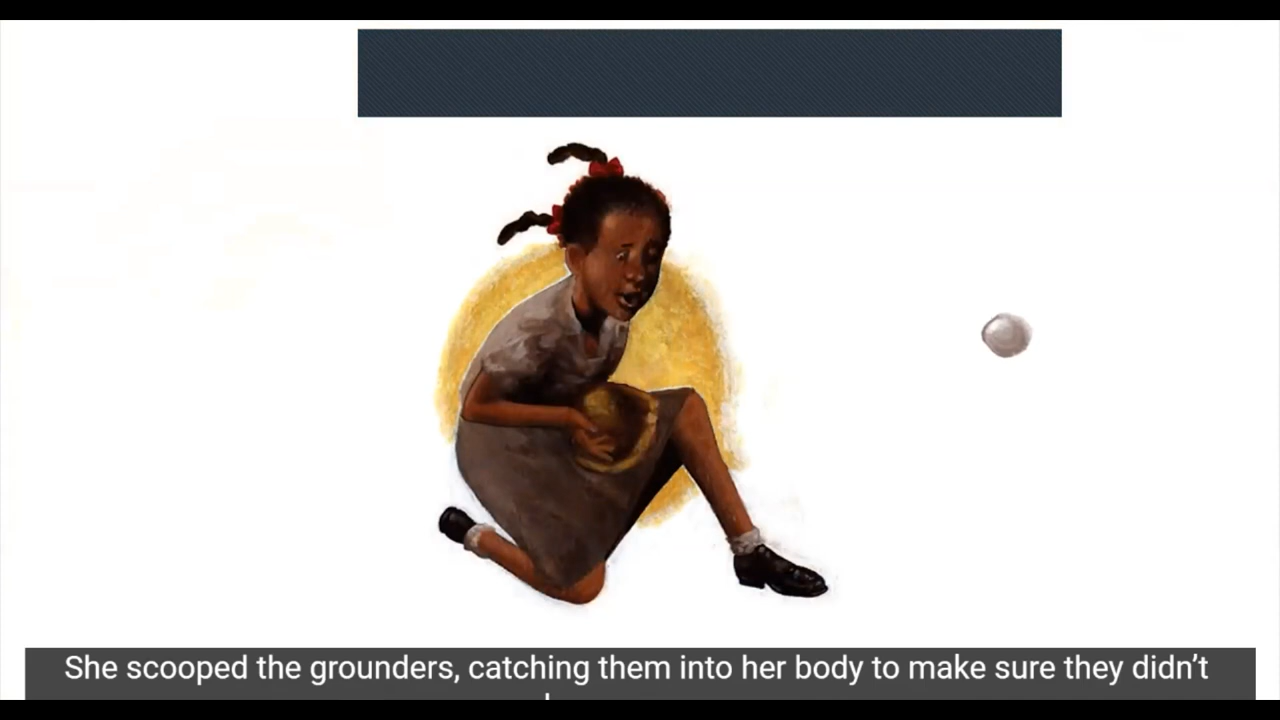 She scooped the grounders, catching them into her body to make sure they didn’t